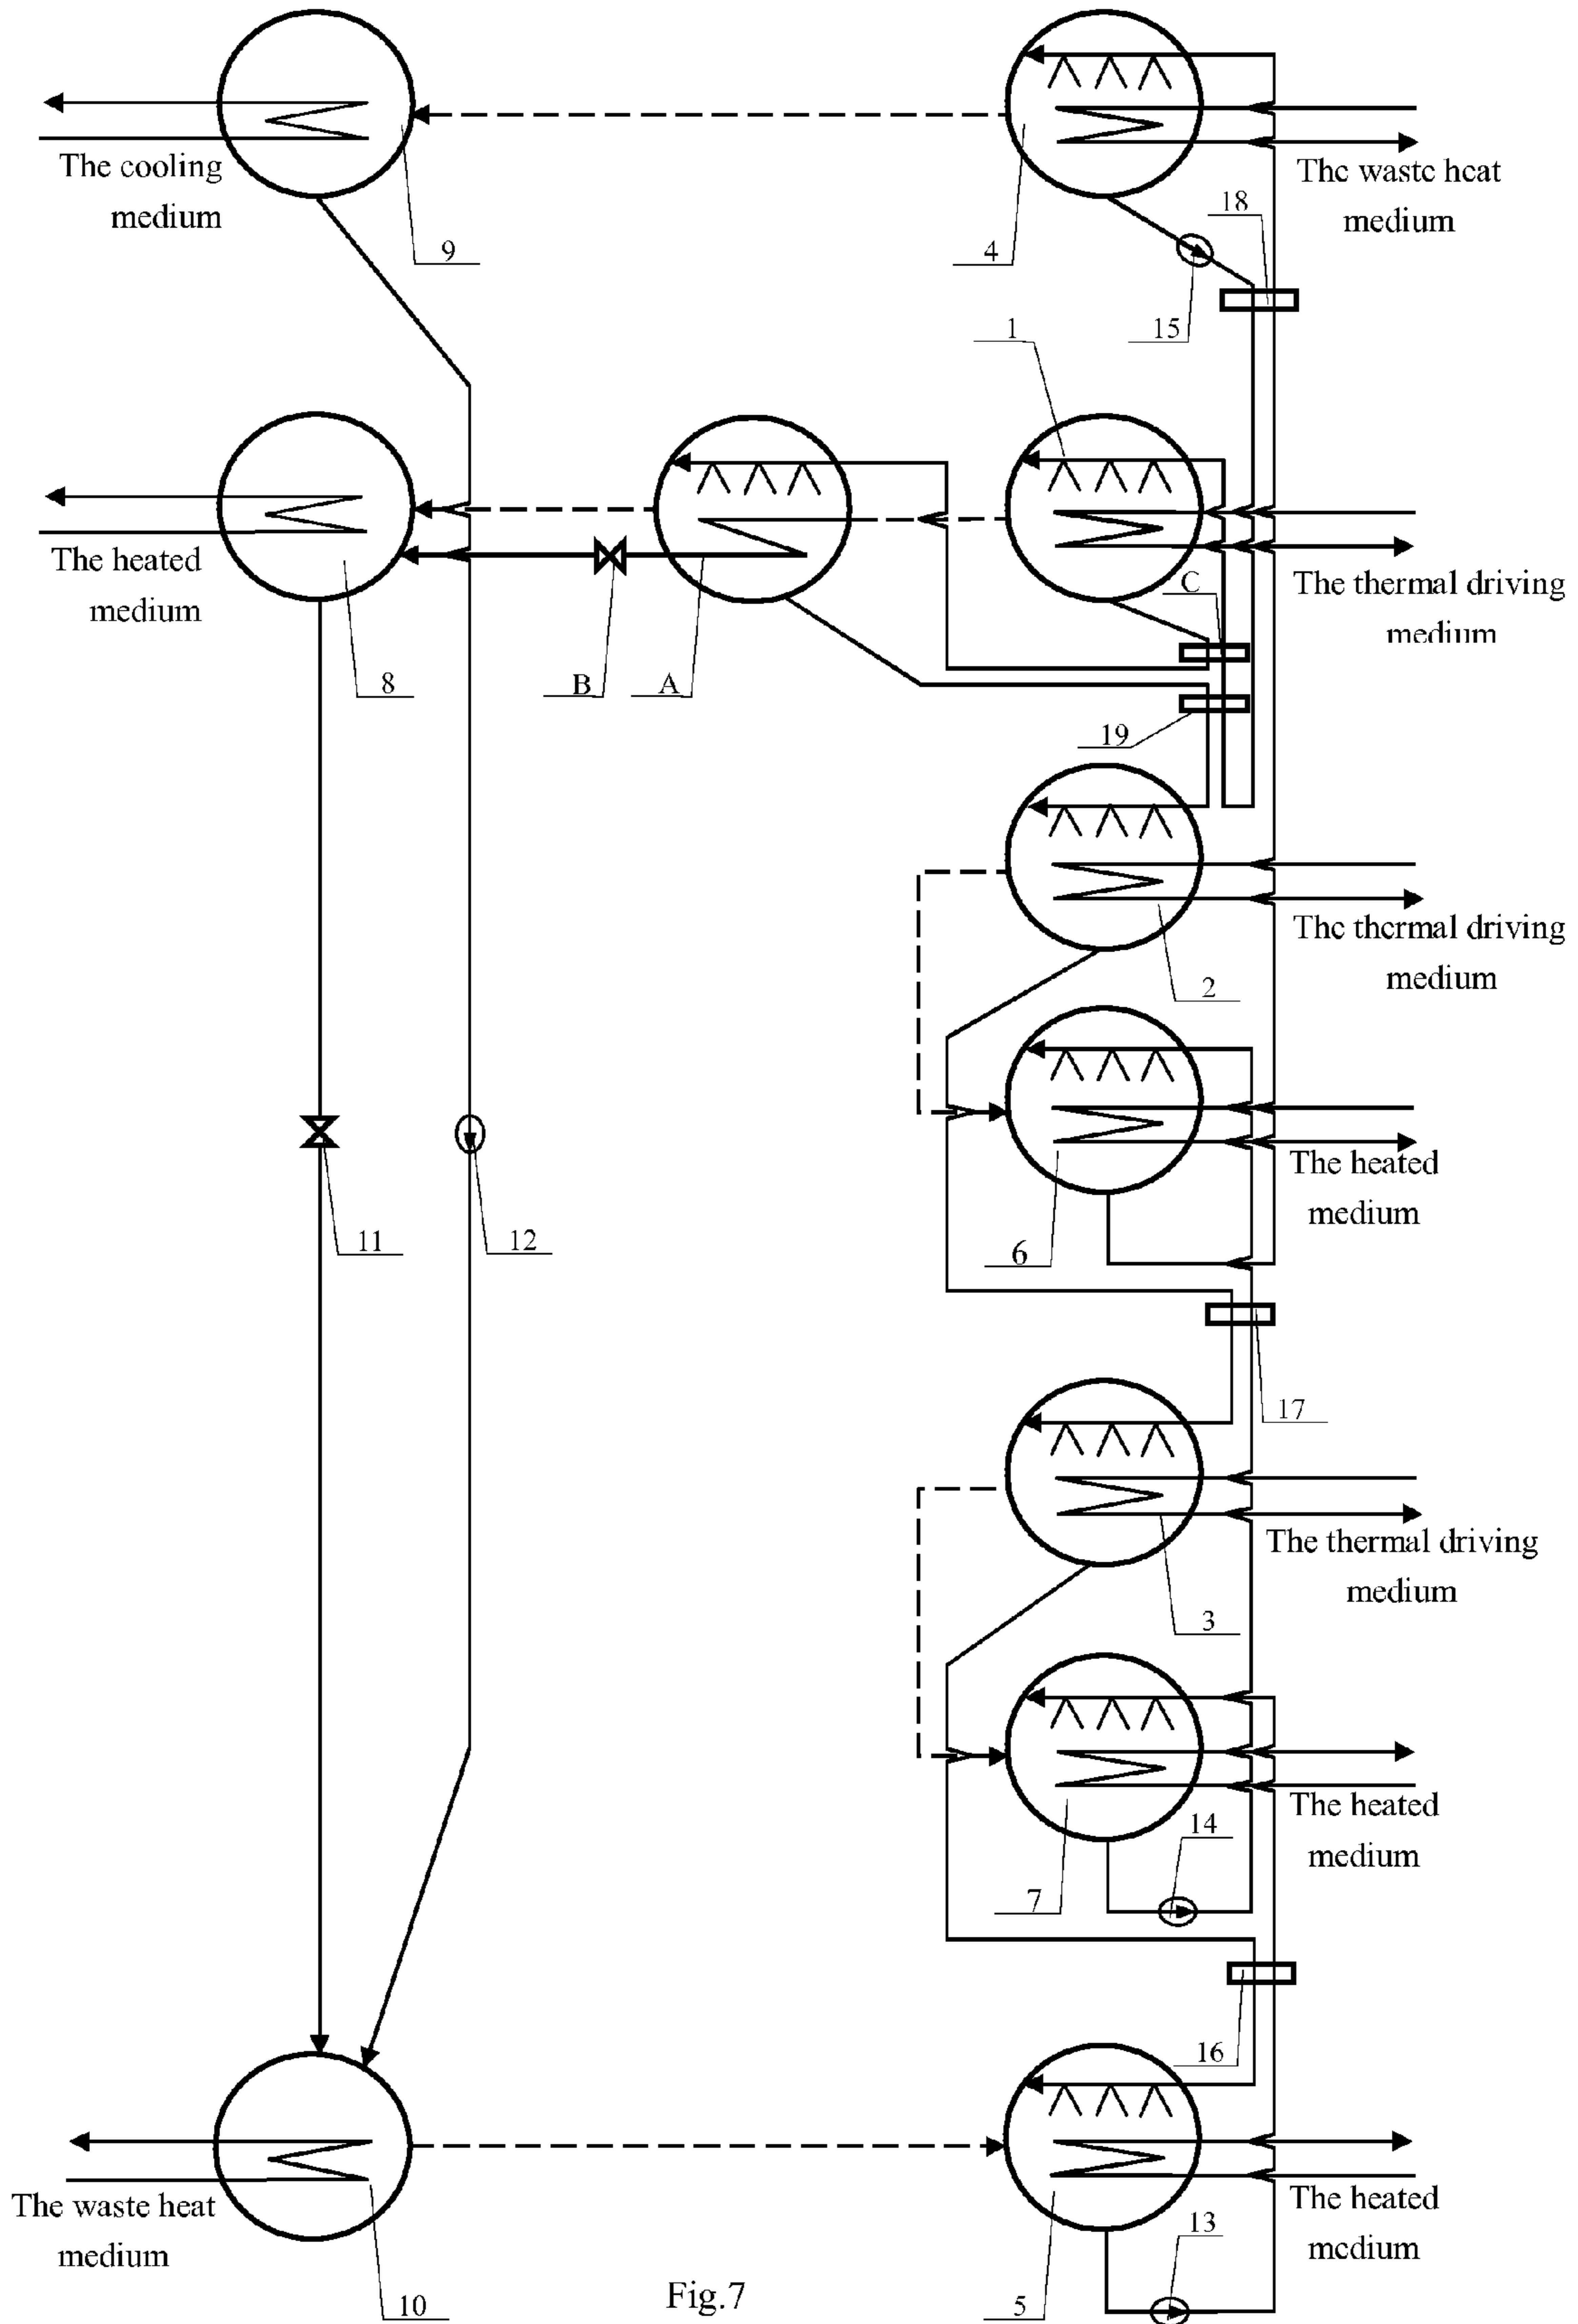 The cooling
medium
9
4
The waste heat
medium
18
15
1
The heated
medium
8
B
A
C
The thermal driving
medium
19
The thermal driving
medium
2
11
12
6
The heated
medium
17
The thermal driving
medium
3
The heated
medium
14
7
16
The waste heat
medium
10
The heated
medium
13
5
Fig.7